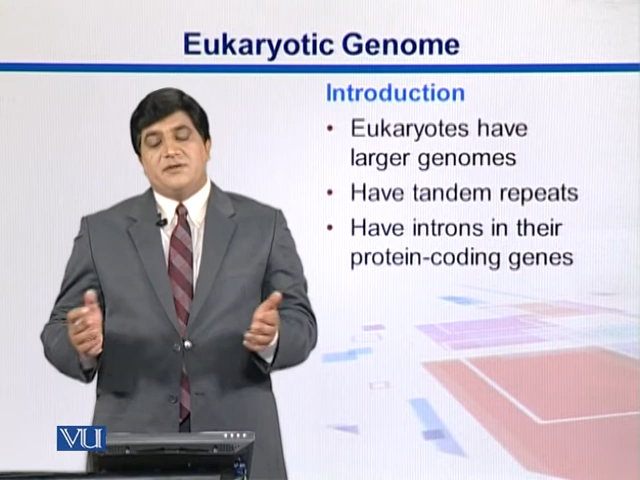 Eukaryotic Genome
Introduction
• Eukaryotes have
larger genomes
• Have tandem repeats
• Have introns in their
protein-coding genes
VU